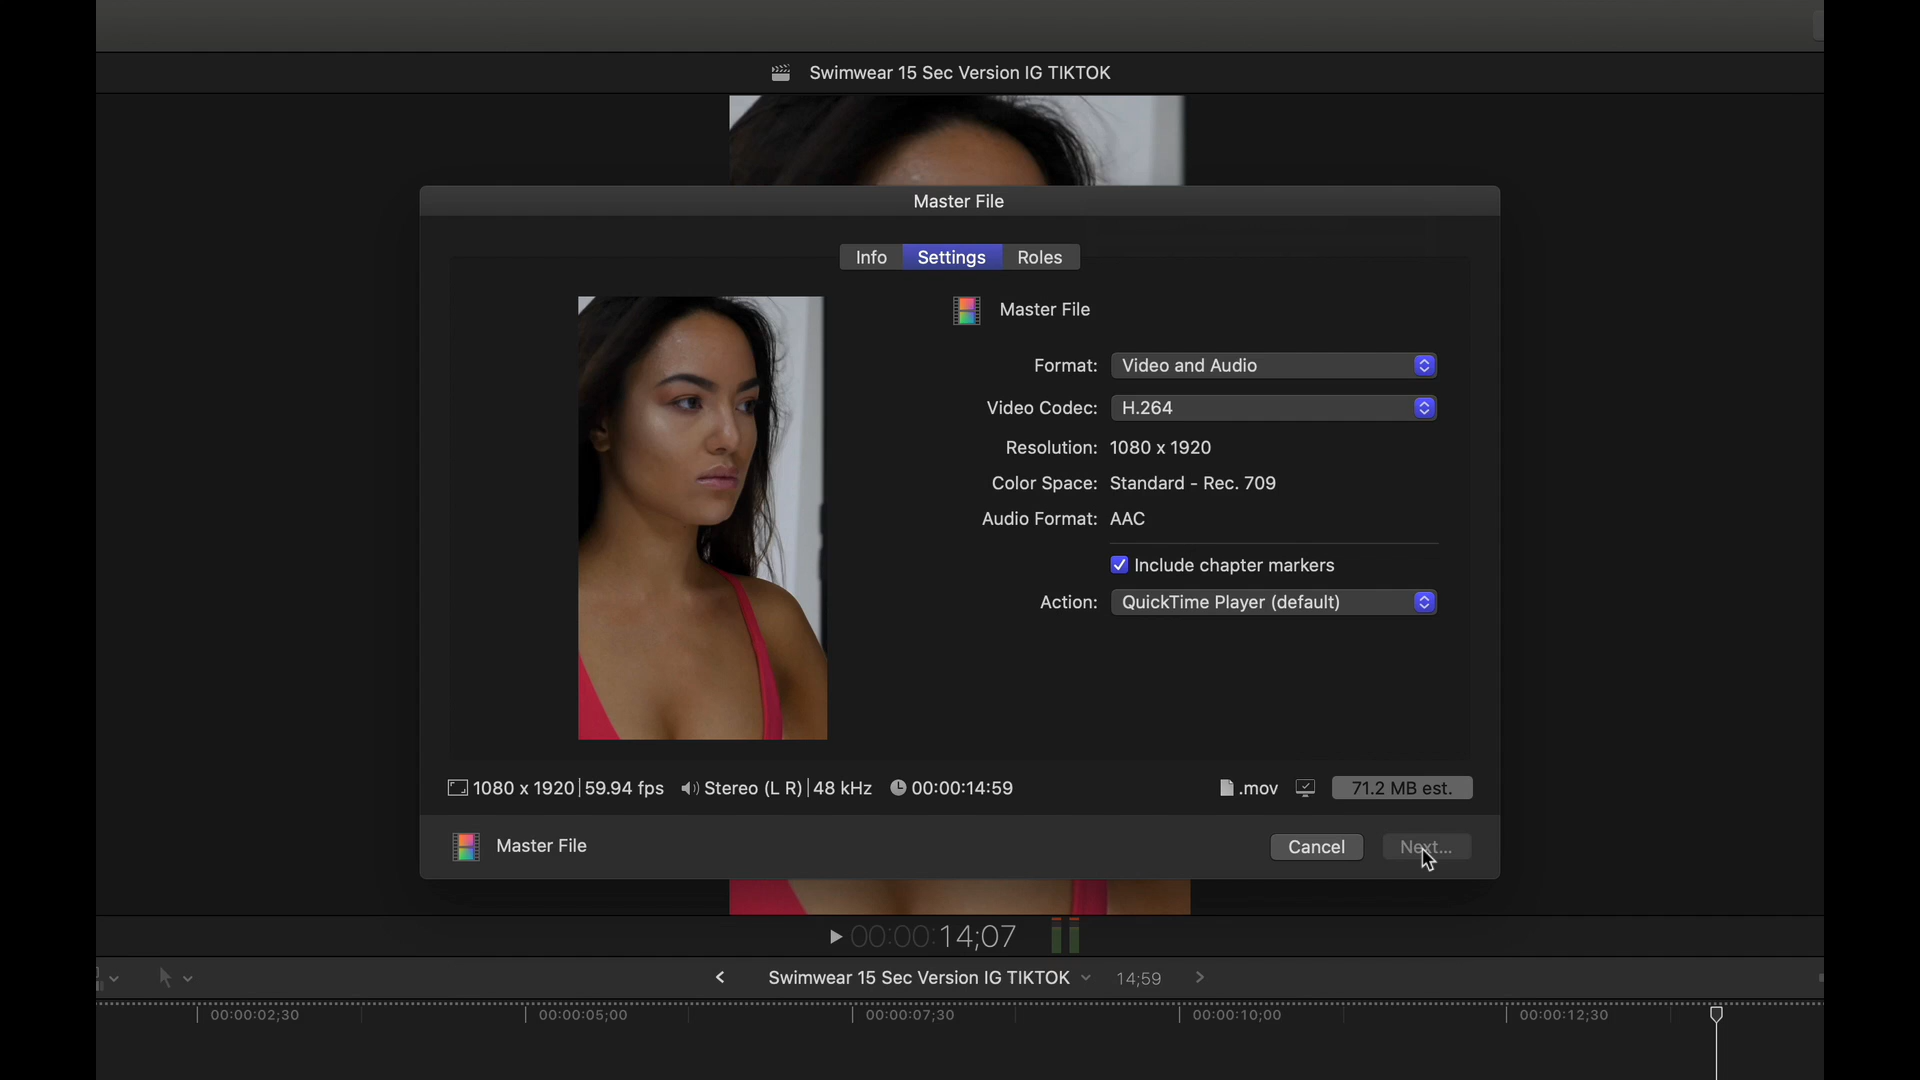 Swimwear 15 Sec Version IG TIKTOK
Master File
Info Settings Roles
Master File
Format: Video and Audio
Video Codec: H.264
Resolution: 1080 x 1920
Color Space: Standard - Rec. 709
Audio Format: AAC
Include chapter markers
Action: QuickTime Player (default)
1080 x 1920 59.94 fps Stereo (L R) 48 kHz 00:00:14:59 .mov 71.2 MB est.
Master File Cancel Next...
00:00:14;07
Swimwear 15 Sec Version IG TIKTOK 14;59
00:00:02;30 00:00:05;00 00:00:07;30 00:00:10;00 00:00:12;30